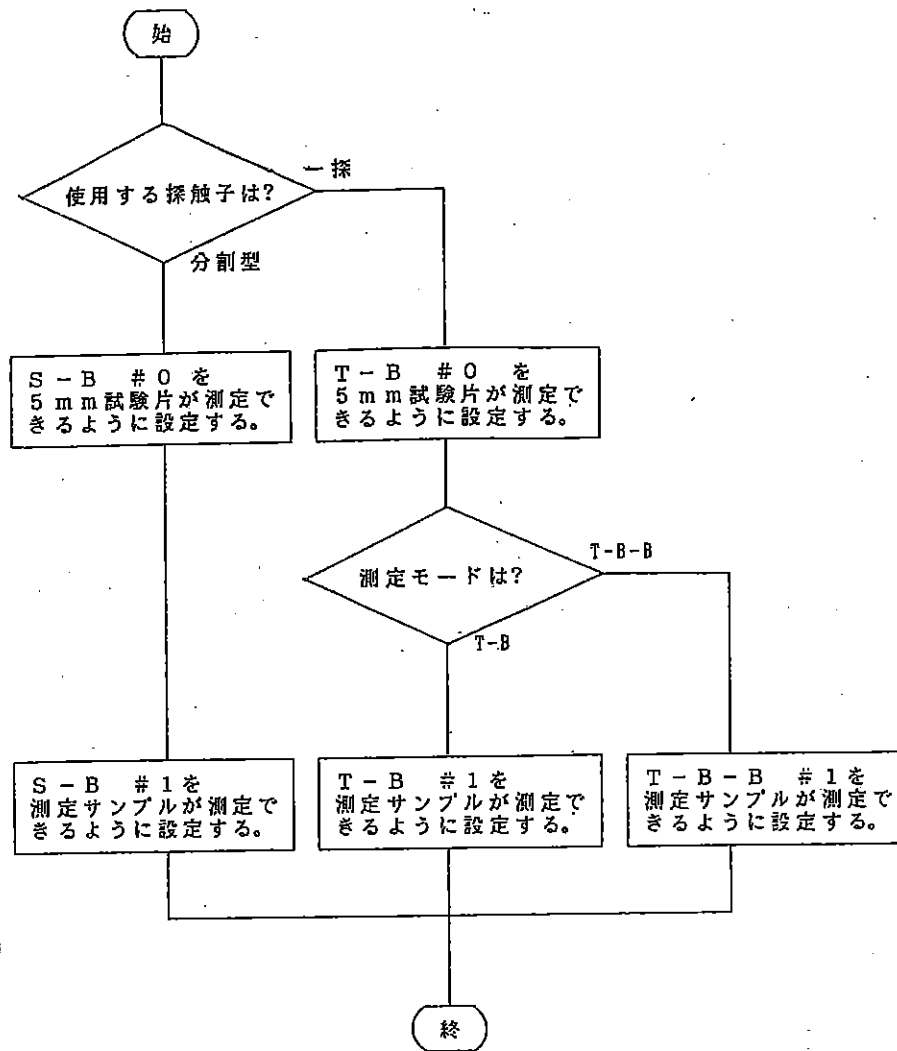 始
使用する探触子は?
一探
分割型
S-B #0を
5mm試験片が測定で
きるように設定する。
T-B #0 を
5mm試験片が測定で
きるように設定する。
測定モードは?
T-B-B
T-B
S-B #1を
測定サンプルが測定で
きるように設定する。
T-B #1を
測定サンプルが測定で
きるように設定する。
T-B-B #1を
測定サンプルが測定で
きるように設定する。
終